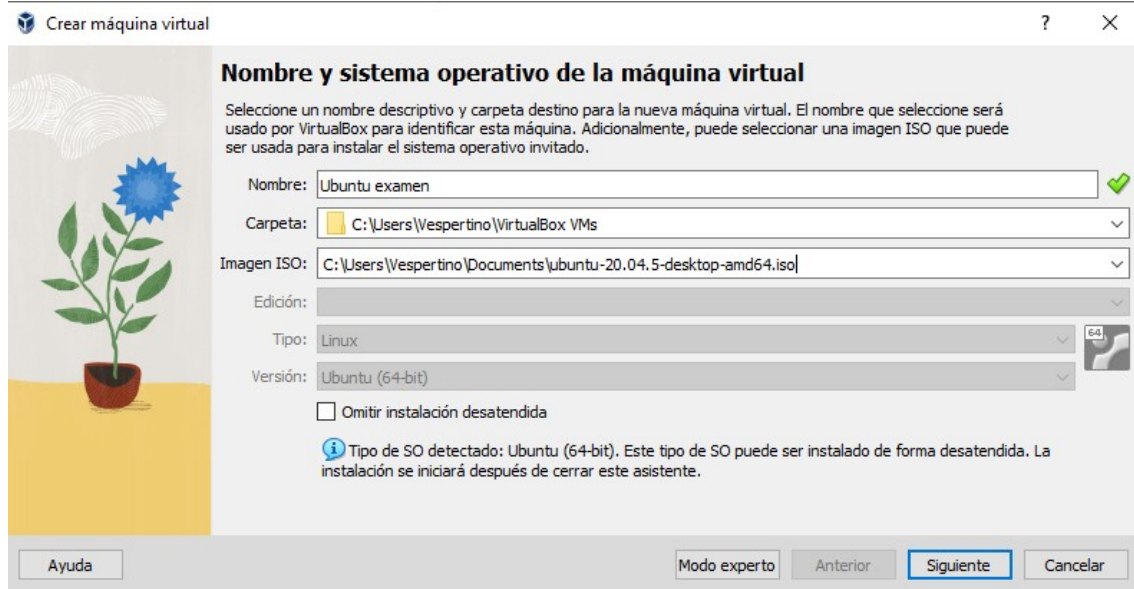 Crear máquina virtual
?
Nombre y sistema operativo de la máquina virtual
Seleccione un nombre descriptivo y carpeta destino para la nueva máquina virtual. El nombre que seleccione será
usado por VirtualBox para identificar esta máquina. Adicionalmente, puede seleccionar una imagen ISO que puede
ser usada para instalar el sistema operativo invitado.
Nombre: Ubuntu examen
Carpeta: C:\Users\Vespertino\VirtualBox VMs
Imagen ISO: C:\Users\Vespertino\Documents\ubuntu-20.04.5-desktop-amd64.iso
Edición:
Tipo: Linux 64
Versión: Ubuntu (64-bit)
Omitir instalación desatendida
Tipo de SO detectado: Ubuntu (64-bit). Este tipo de SO puede ser instalado de forma desatendida. La
instalación se iniciará después de cerrar este asistente.
Ayuda Modo experto Anterior Siguiente Cancelar